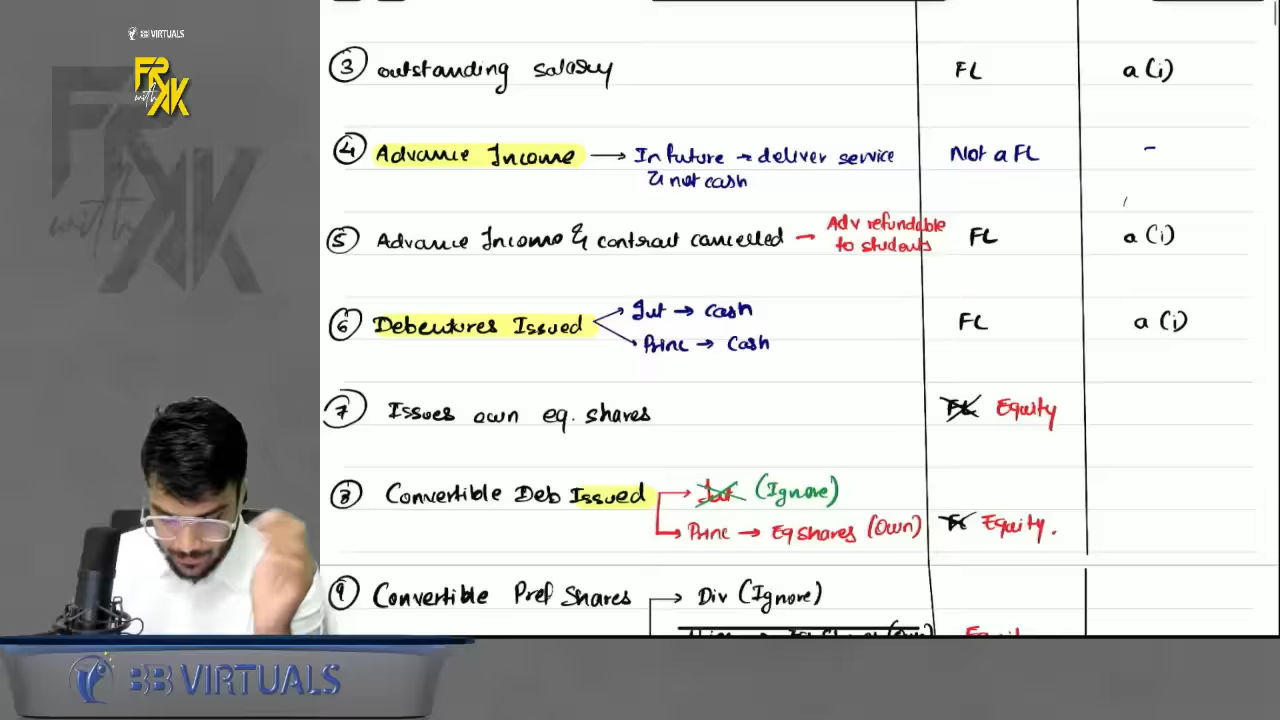 BB VIRTUALS
FR
with
KK
③ outstanding salary FL a (i)
④ Advance Income → In future → deliver service Not a FL -
& not cash
⑤ Advance Income & contract cancelled → Adv refundable FL a (i)
to students
⑥ Debentures Issued Int → cash FL a (i)
Princ → Cash
⑦ Issues own eq. shares FL Equity
⑧ Convertible Deb Issued Int (Ignore)
Princ → Eq shares (Own) Equity.
⑨ Convertible Pref Shares → Div (Ignore)
BB VIRTUALS